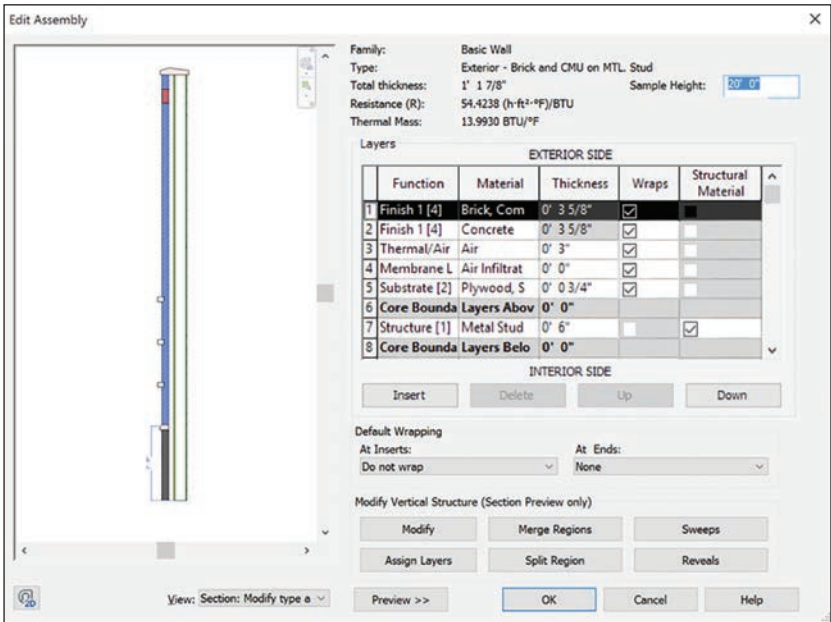 Edit Assembly
Family: Basic Wall
Type: Exterior - Brick and CMU on MTL. Stud
Total thickness: 1' 1 7/8" Sample Height: 20' 0"
Resistance (R): 54.4238 (h·ft²·°F)/BTU
Thermal Mass: 13.9930 BTU/°F
Layers
EXTERIOR SIDE
Function Material Thickness Wraps Structural Material
1 Finish 1 [4] Brick, Com 0' 3 5/8"
2 Finish 1 [4] Concrete 0' 3 5/8"
3 Thermal/Air Air 0' 3"
4 Membrane L Air Infiltrat 0' 0"
5 Substrate [2] Plywood, S 0' 0 3/4"
6 Core Bounda Layers Abov 0' 0"
7 Structure [1] Metal Stud 0' 6"
8 Core Bounda Layers Belo 0' 0"
INTERIOR SIDE
Insert Delete Up Down
Default Wrapping
At Inserts: At Ends:
Do not wrap None
Modify Vertical Structure (Section Preview only)
Modify Merge Regions Sweeps
Assign Layers Split Region Reveals
2D View: Section: Modify type a Preview >> OK Cancel Help